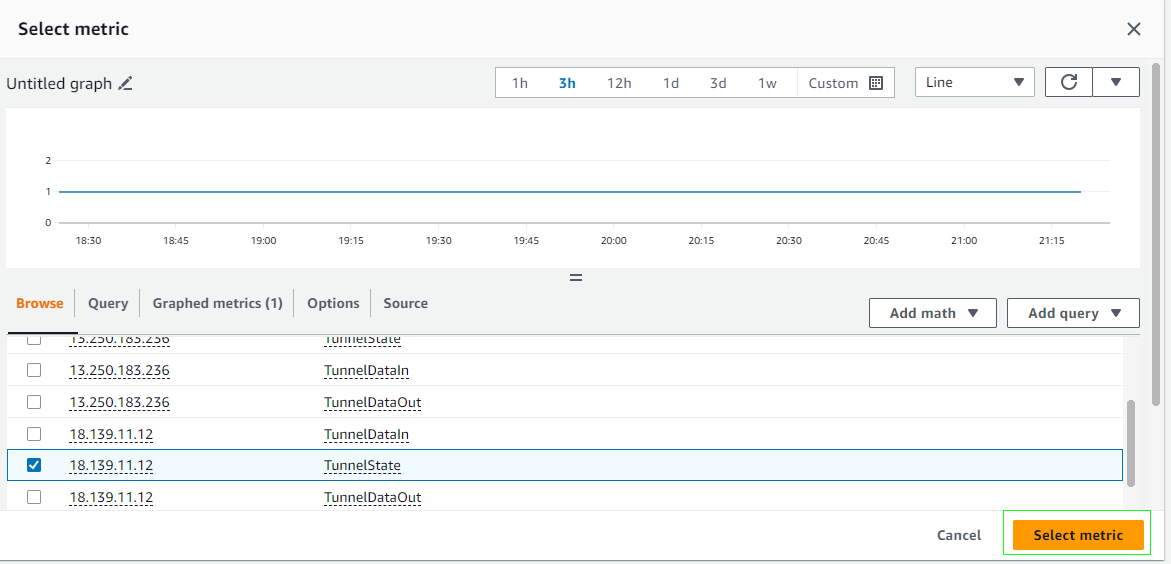 Select metric
Untitled graph
1h 3h 12h 1d 3d 1w Custom Line
2
1
0
18:30 18:45 19:00 19:15 19:30 19:45 20:00 20:15 20:30 20:45 21:00 21:15
Browse Query Graphed metrics (1) Options Source Add math Add query
13.250.183.236 TunnelState
13.250.183.236 TunnelDataIn
13.250.183.236 TunnelDataOut
18.139.11.12 TunnelDataIn
18.139.11.12 TunnelState
18.139.11.12 TunnelDataOut
Cancel Select metric